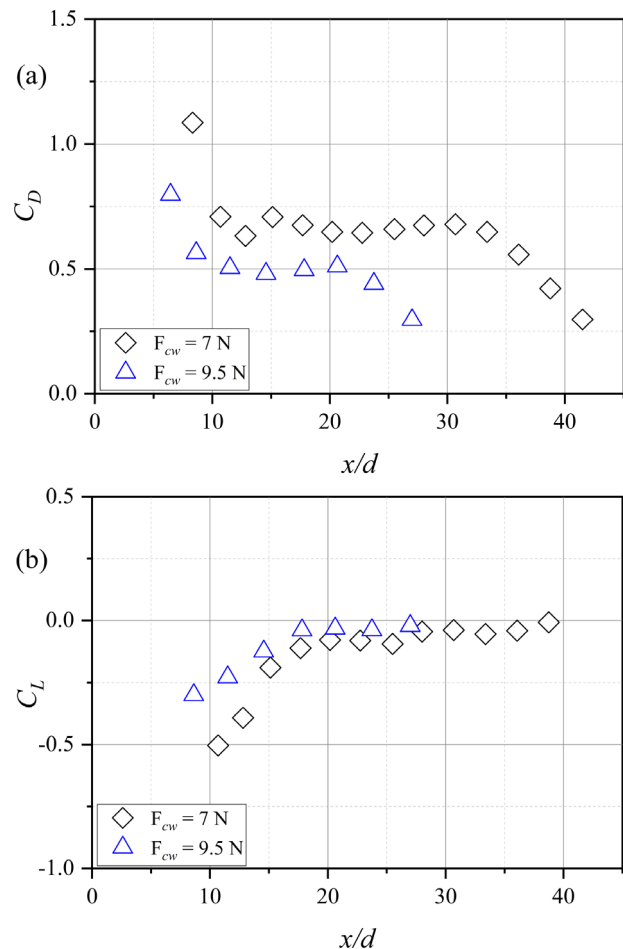 (a)
1.5
1.0
0.5
0.0
C_D
F_cw = 7 N
F_cw = 9.5 N
0 10 20 30 40
x/d
(b)
0.5
0.0
-0.5
-1.0
C_L
F_cw = 7 N
F_cw = 9.5 N
0 10 20 30 40
x/d